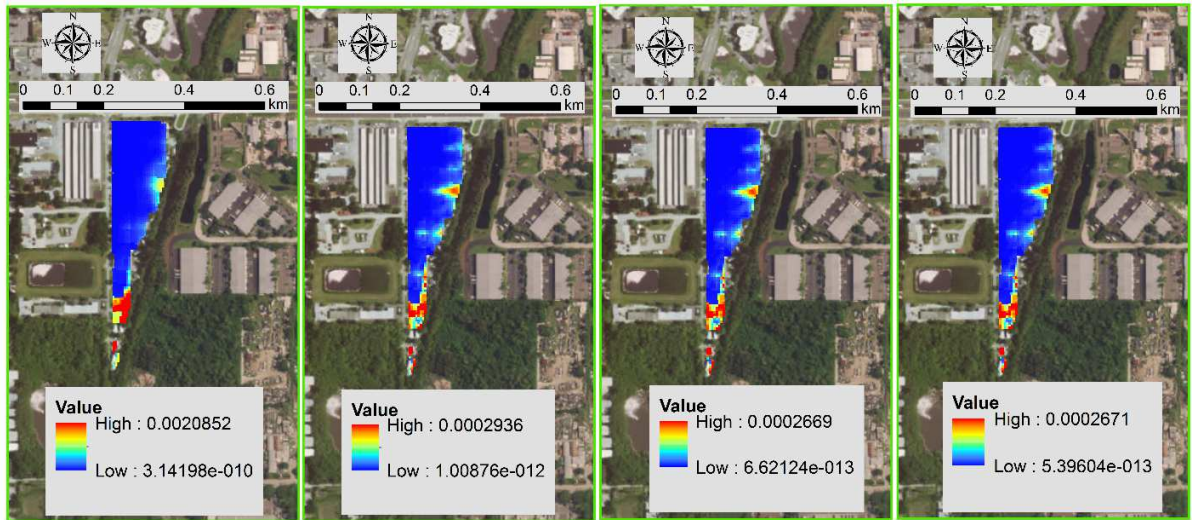 N
W E
S
0 0.1 0.2 0.4 0.6
km
Value
High : 0.0020852
Low : 3.14198e-010
N
W E
S
0 0.1 0.2 0.4 0.6
km
Value
High : 0.0002936
Low : 1.00876e-012
N
W E
S
0 0.1 0.2 0.4 0.6
km
Value
High : 0.0002669
Low : 6.62124e-013
N
W E
S
0 0.1 0.2 0.4 0.6
km
Value
High : 0.0002671
Low : 5.39604e-013